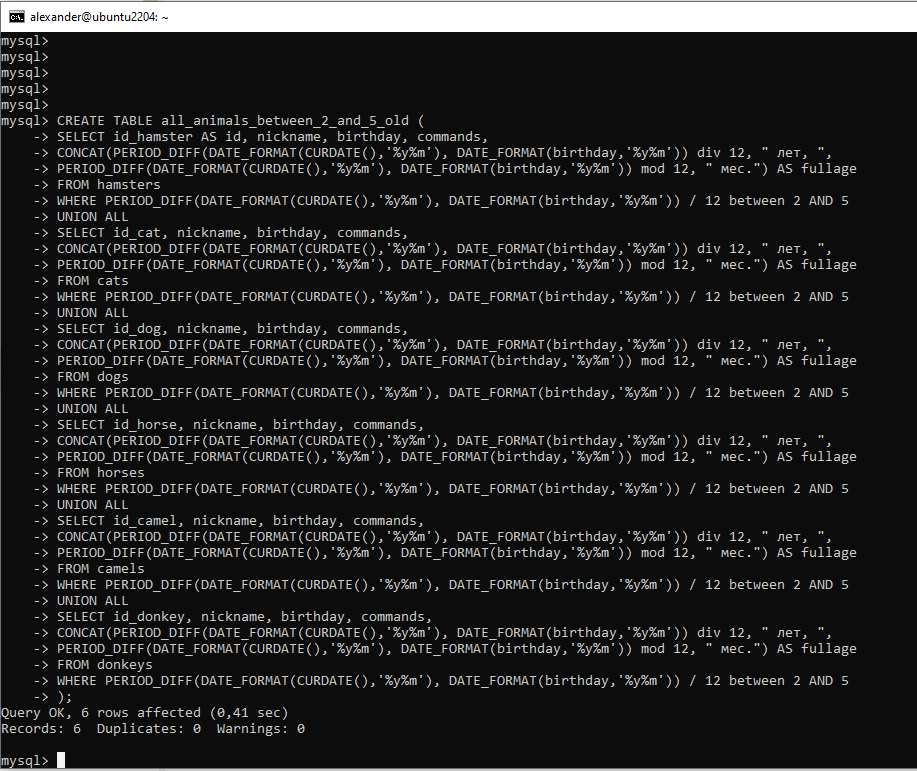 alexander@ubuntu2204: ~
mysql>
mysql>
mysql>
mysql>
mysql>
mysql> CREATE TABLE all_animals_between_2_and_5_old (
    -> SELECT id_hamster AS id, nickname, birthday, commands,
    -> CONCAT(PERIOD_DIFF(DATE_FORMAT(CURDATE(),'%y%m'), DATE_FORMAT(birthday,'%y%m')) div 12, " лет, ",
    -> PERIOD_DIFF(DATE_FORMAT(CURDATE(),'%y%m'), DATE_FORMAT(birthday,'%y%m')) mod 12, " мес.") AS fullage
    -> FROM hamsters
    -> WHERE PERIOD_DIFF(DATE_FORMAT(CURDATE(),'%y%m'), DATE_FORMAT(birthday,'%y%m')) / 12 between 2 AND 5
    -> UNION ALL
    -> SELECT id_cat, nickname, birthday, commands,
    -> CONCAT(PERIOD_DIFF(DATE_FORMAT(CURDATE(),'%y%m'), DATE_FORMAT(birthday,'%y%m')) div 12, " лет, ",
    -> PERIOD_DIFF(DATE_FORMAT(CURDATE(),'%y%m'), DATE_FORMAT(birthday,'%y%m')) mod 12, " мес.") AS fullage
    -> FROM cats
    -> WHERE PERIOD_DIFF(DATE_FORMAT(CURDATE(),'%y%m'), DATE_FORMAT(birthday,'%y%m')) / 12 between 2 AND 5
    -> UNION ALL
    -> SELECT id_dog, nickname, birthday, commands,
    -> CONCAT(PERIOD_DIFF(DATE_FORMAT(CURDATE(),'%y%m'), DATE_FORMAT(birthday,'%y%m')) div 12, " лет, ",
    -> PERIOD_DIFF(DATE_FORMAT(CURDATE(),'%y%m'), DATE_FORMAT(birthday,'%y%m')) mod 12, " мес.") AS fullage
    -> FROM dogs
    -> WHERE PERIOD_DIFF(DATE_FORMAT(CURDATE(),'%y%m'), DATE_FORMAT(birthday,'%y%m')) / 12 between 2 AND 5
    -> UNION ALL
    -> SELECT id_horse, nickname, birthday, commands,
    -> CONCAT(PERIOD_DIFF(DATE_FORMAT(CURDATE(),'%y%m'), DATE_FORMAT(birthday,'%y%m')) div 12, " лет, ",
    -> PERIOD_DIFF(DATE_FORMAT(CURDATE(),'%y%m'), DATE_FORMAT(birthday,'%y%m')) mod 12, " мес.") AS fullage
    -> FROM horses
    -> WHERE PERIOD_DIFF(DATE_FORMAT(CURDATE(),'%y%m'), DATE_FORMAT(birthday,'%y%m')) / 12 between 2 AND 5
    -> UNION ALL
    -> SELECT id_camel, nickname, birthday, commands,
    -> CONCAT(PERIOD_DIFF(DATE_FORMAT(CURDATE(),'%y%m'), DATE_FORMAT(birthday,'%y%m')) div 12, " лет, ",
    -> PERIOD_DIFF(DATE_FORMAT(CURDATE(),'%y%m'), DATE_FORMAT(birthday,'%y%m')) mod 12, " мес.") AS fullage
    -> FROM camels
    -> WHERE PERIOD_DIFF(DATE_FORMAT(CURDATE(),'%y%m'), DATE_FORMAT(birthday,'%y%m')) / 12 between 2 AND 5
    -> UNION ALL
    -> SELECT id_donkey, nickname, birthday, commands,
    -> CONCAT(PERIOD_DIFF(DATE_FORMAT(CURDATE(),'%y%m'), DATE_FORMAT(birthday,'%y%m')) div 12, " лет, ",
    -> PERIOD_DIFF(DATE_FORMAT(CURDATE(),'%y%m'), DATE_FORMAT(birthday,'%y%m')) mod 12, " мес.") AS fullage
    -> FROM donkeys
    -> WHERE PERIOD_DIFF(DATE_FORMAT(CURDATE(),'%y%m'), DATE_FORMAT(birthday,'%y%m')) / 12 between 2 AND 5
    -> );
Query OK, 6 rows affected (0,41 sec)
Records: 6  Duplicates: 0  Warnings: 0
mysql>